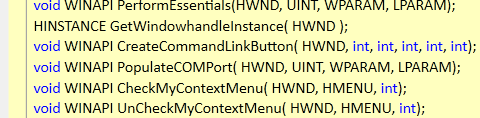 void WINAPI PerformEssentials(HWND, UINT, WPARAM, LPARAM);
HINSTANCE GetWindowhandleInstance( HWND );
void WINAPI CreateCommandLinkButton( HWND, int, int, int, int, int);
void WINAPI PopulateCOMPort( HWND, UINT, WPARAM, LPARAM);
void WINAPI CheckMyContextMenu( HWND, HMENU, int);
void WINAPI UnCheckMyContextMenu( HWND, HMENU, int);